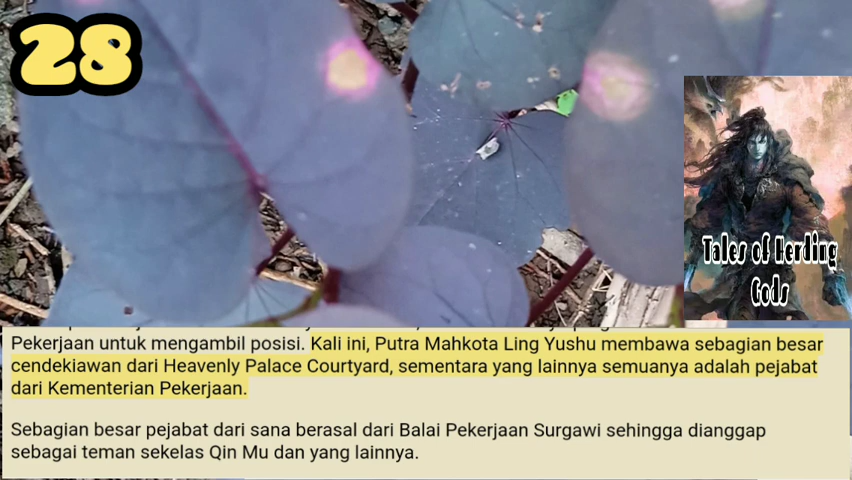 28
Tales of Herding
Gods
Pekerjaan untuk mengambil posisi. Kali ini, Putra Mahkota Ling Yushu membawa sebagian besar
cendekiawan dari Heavenly Palace Courtyard, sementara yang lainnya semuanya adalah pejabat
dari Kementerian Pekerjaan.
Sebagian besar pejabat dari sana berasal dari Balai Pekerjaan Surgawi sehingga dianggap
sebagai teman sekelas Qin Mu dan yang lainnya.